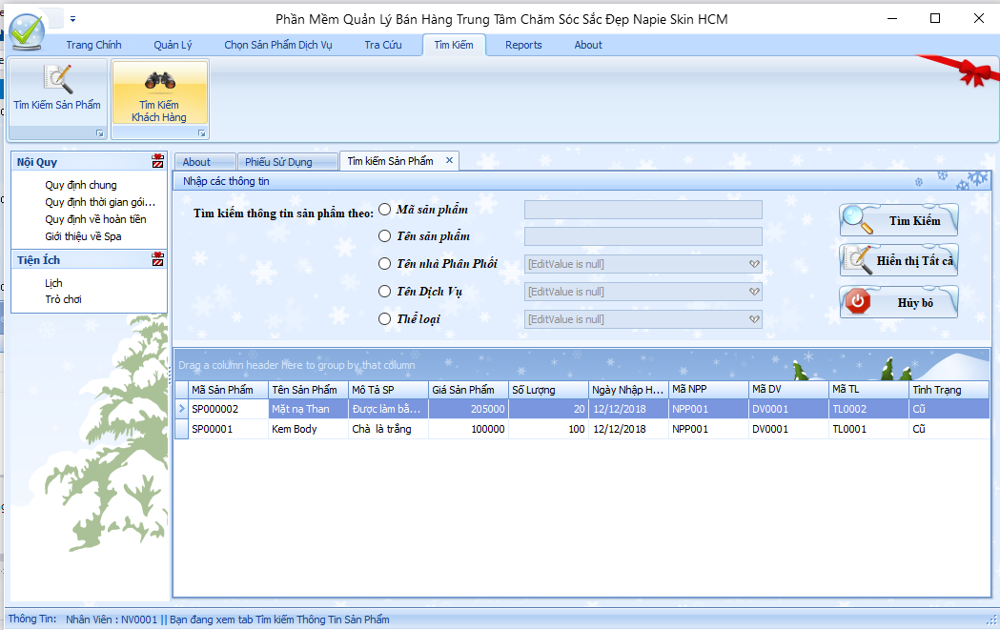 Phần Mềm Quản Lý Bán Hàng Trung Tâm Chăm Sóc Sắc Đẹp Napie Skin HCM
Trang Chính Quản Lý Chọn Sản Phẩm Dịch Vụ Tra Cứu Tìm Kiếm Reports About
Tìm Kiếm Sản Phẩm
Tìm Kiếm
Khách Hàng
Nội Quy
Quy định chung
Quy định thời gian gói...
Quy định về hoàn tiền
Giới thiệu về Spa
Tiện Ích
Lịch
Trò chơi
About Phiếu Sử Dụng Tìm kiếm Sản Phẩm
Nhập các thông tin
Tìm kiếm thông tin sản phẩm theo:
Mã sản phẩm
Tên sản phẩm
Tên nhà Phân Phối [EditValue is null]
Tên Dịch Vụ [EditValue is null]
Thể loại [EditValue is null]
Tìm Kiếm
Hiển thị Tất cả
Hủy bỏ
Drag a column header here to group by that column
Mã Sản Phẩm Tên Sản Phẩm Mô Tả SP Giá Sản Phẩm Số Lượng Ngày Nhập H... Mã NPP Mã DV Mã TL Tình Trạng
SP000002 Mặt nạ Than Được làm bằ... 205000 20 12/12/2018 NPP001 DV0001 TL0002 Cũ
SP00001 Kem Body Chà là trắng 100000 100 12/12/2018 NPP001 DV0001 TL0001 Cũ
Thông Tin: Nhân Viên : NV0001 || Bạn đang xem tab Tìm kiếm Thông Tin Sản Phẩm